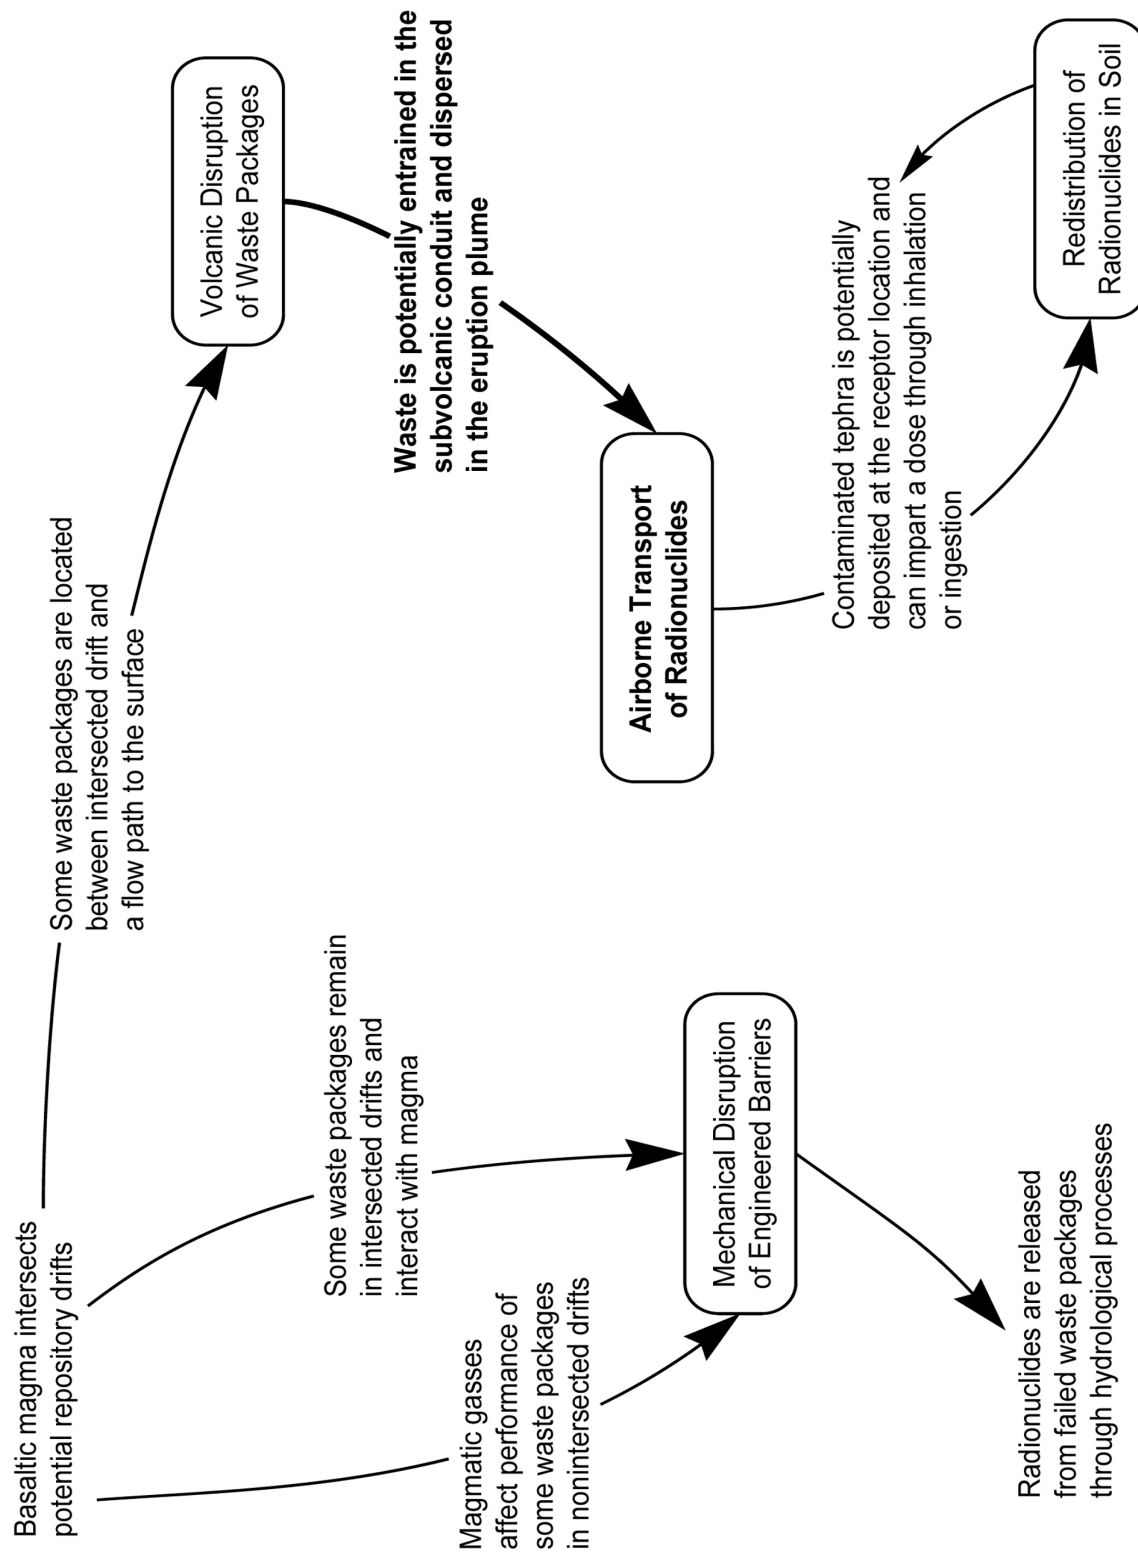 Basaltic magma intersects
potential repository drifts
Some waste packages are located
between intersected drift and
a flow path to the surface
Volcanic Disruption
of Waste Packages
Some waste packages remain
in intersected drifts and
interact with magma
Magmatic gasses
affect performance of
some waste packages
in nonintersected drifts
Waste is potentially entrained in the
subvolcanic conduit and dispersed
in the eruption plume
Mechanical Disruption
of Engineered Barriers
Airborne Transport
of Radionuclides
Contaminated tephra is potentially
deposited at the receptor location and
can impart a dose through inhalation
or ingestion
Radionuclides are released
from failed waste packages
through hydrological processes
Redistribution of
Radionuclides in Soil